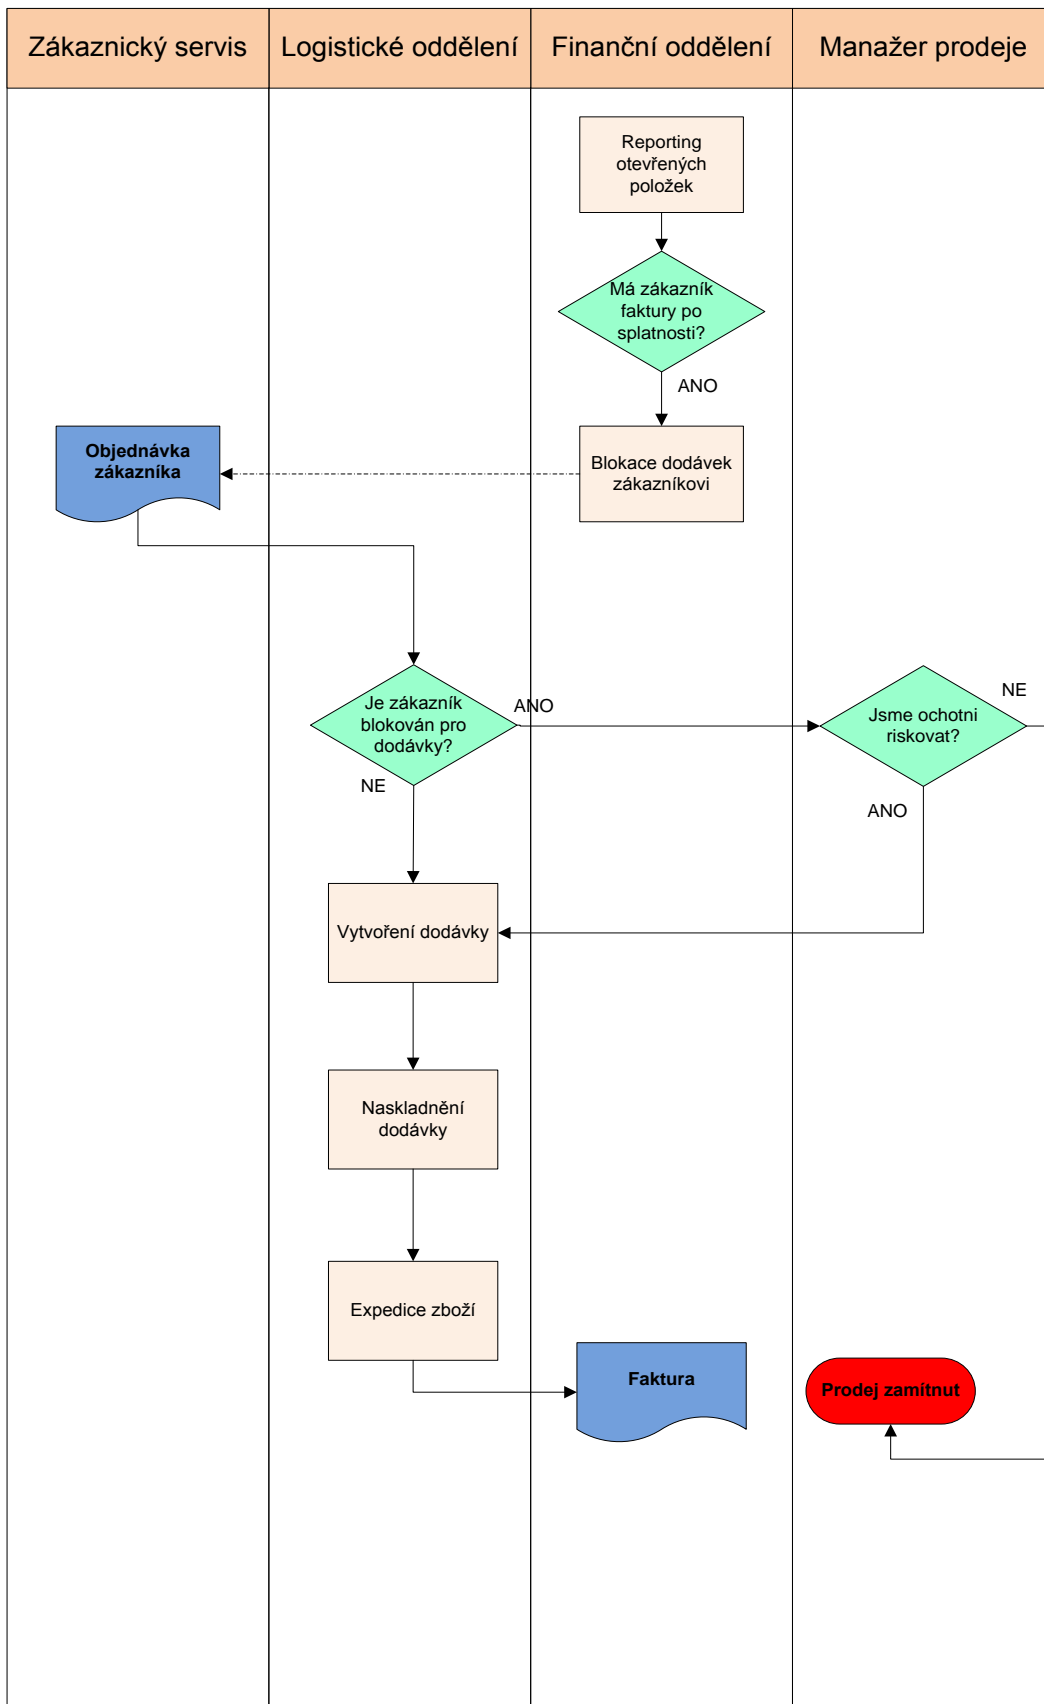 Zákaznický servis
Logistické oddělení
Finanční oddělení
Manažer prodeje
Reporting
otevřených
položek
Má zákazník
faktury po
splatnosti?
ANO
Objednávka
zákazníka
Blokace dodávek
zákazníkovi
Je zákazník
blokován pro
dodávky?
ANO
NE
Jsme ochotni
riskovat?
NE
ANO
Vytvoření dodávky
Naskladnění
dodávky
Expedice zboží
Faktura
Prodej zamítnut